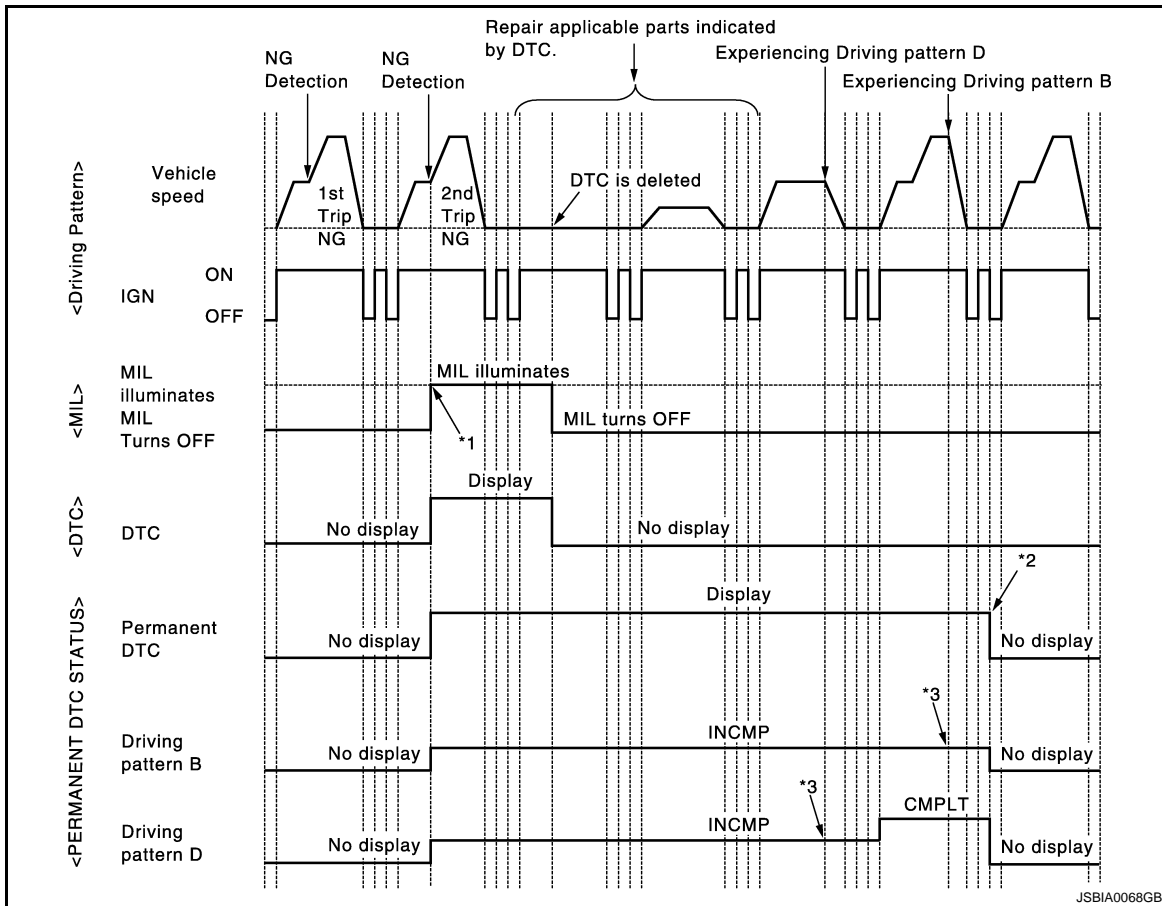 Repair applicable parts indicated
by DTC.
Experiencing Driving pattern D
NG
Detection
NG
Detection
Experiencing Driving pattern B
<Driving Pattern>
Vehicle
speed
1st
Trip
NG
2nd
Trip
NG
DTC is deleted
IGN
ON
OFF
<MIL>
MIL
illuminates
MIL
Turns OFF
MIL illuminates
*1
MIL turns OFF
<DTC>
DTC
No display
Display
No display
<PERMANENT DTC STATUS>
Permanent
DTC
No display
Display
*2
No display
Driving
pattern B
No display
INCMP
*3
No display
Driving
pattern D
No display
INCMP
*3
CMPLT
No display
JSBIA0068GB